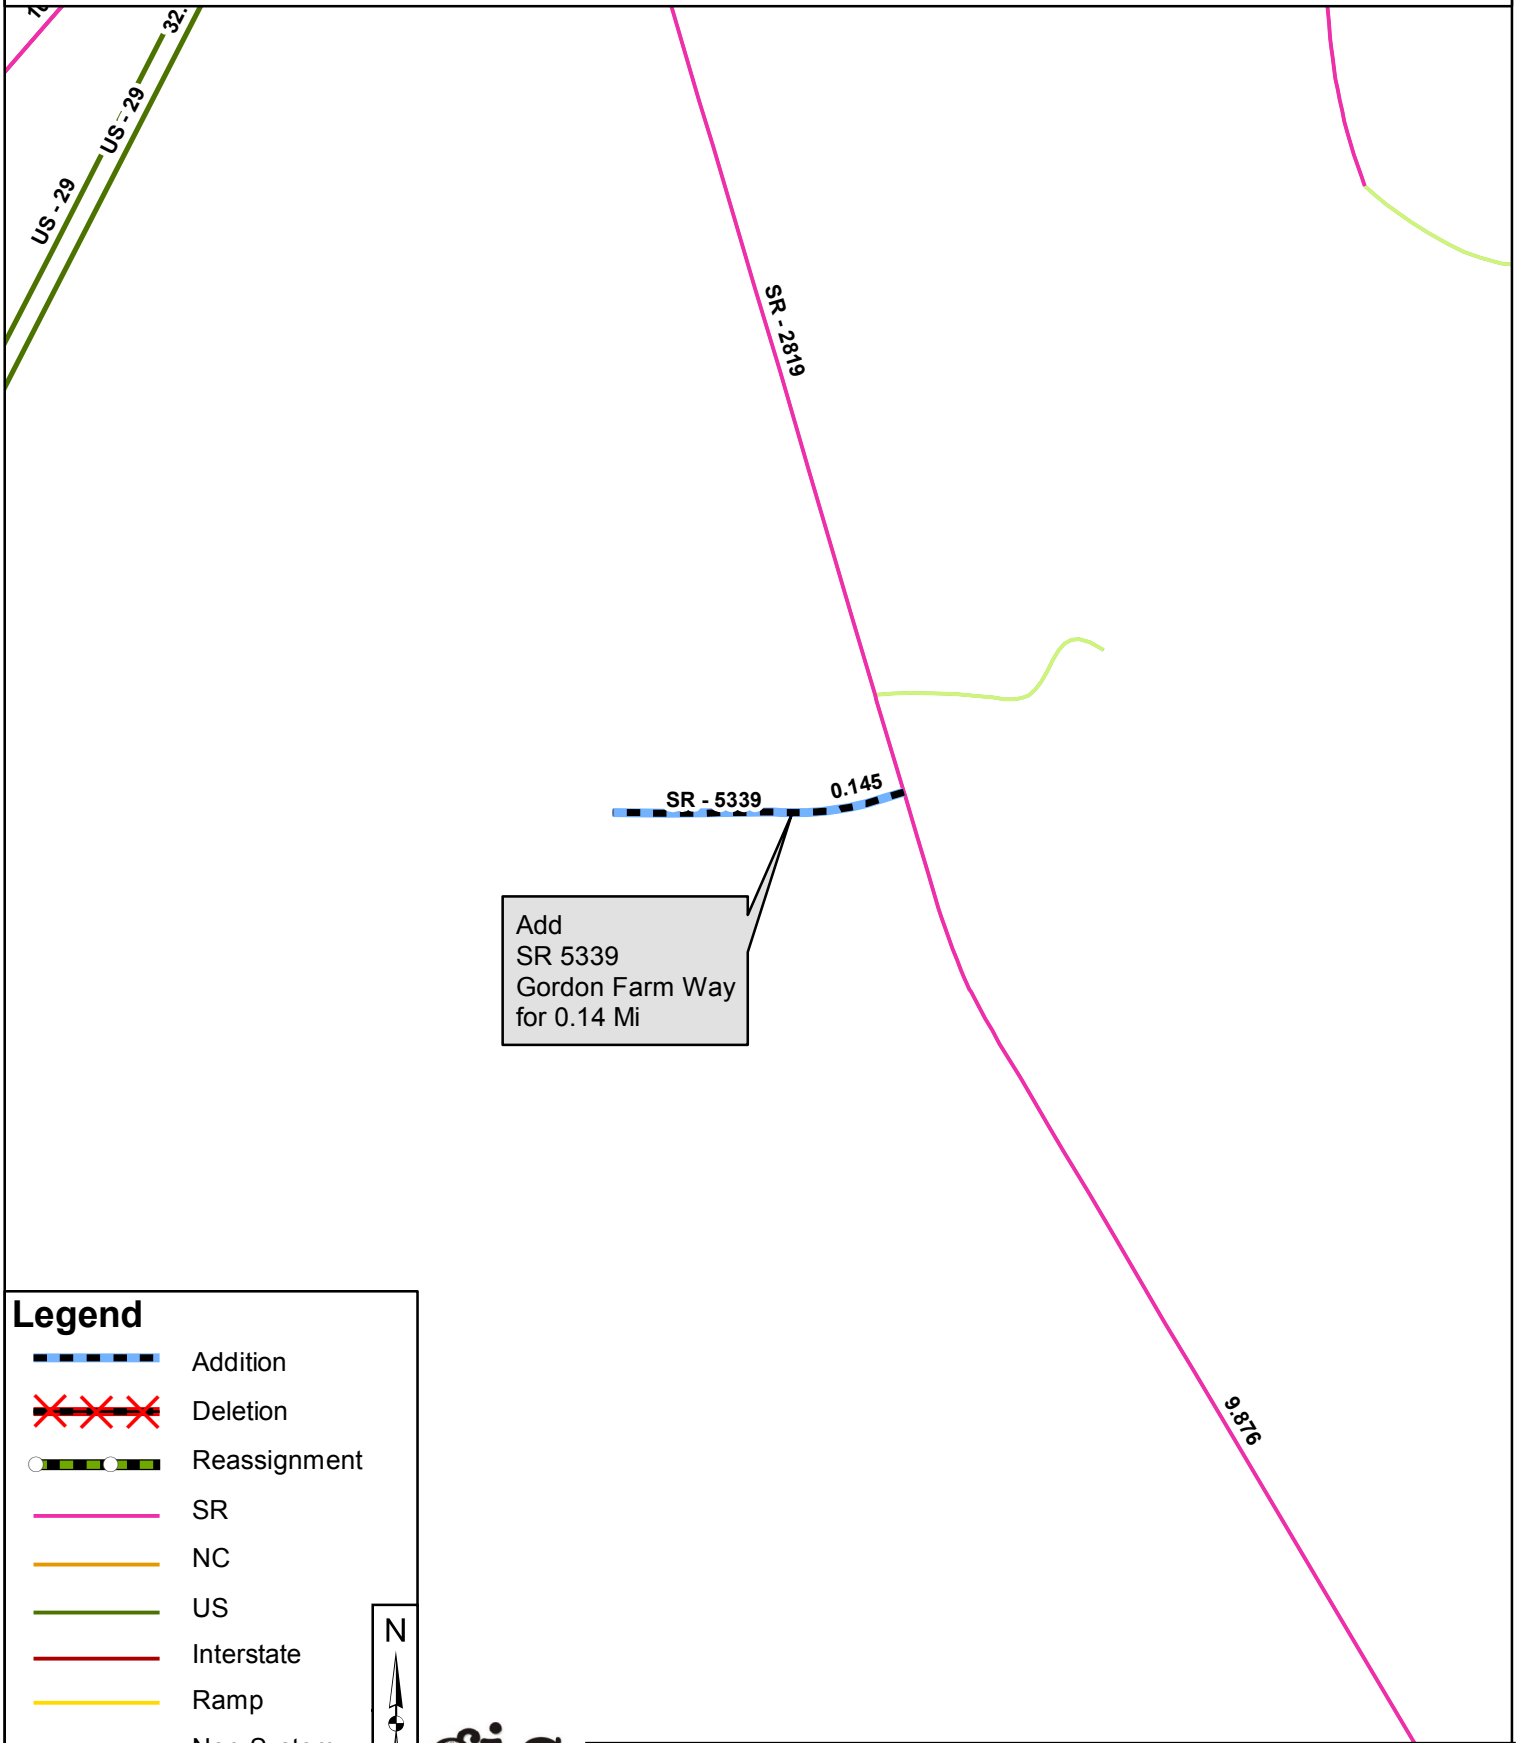 32.
US - 29
US - 29
SR - 2819
SR - 5339
0.145
Add
SR 5339
Gordon Farm Way
for 0.14 Mi
9.876
Legend
Addition
Deletion
Reassignment
SR
NC
US
Interstate
Ramp
N